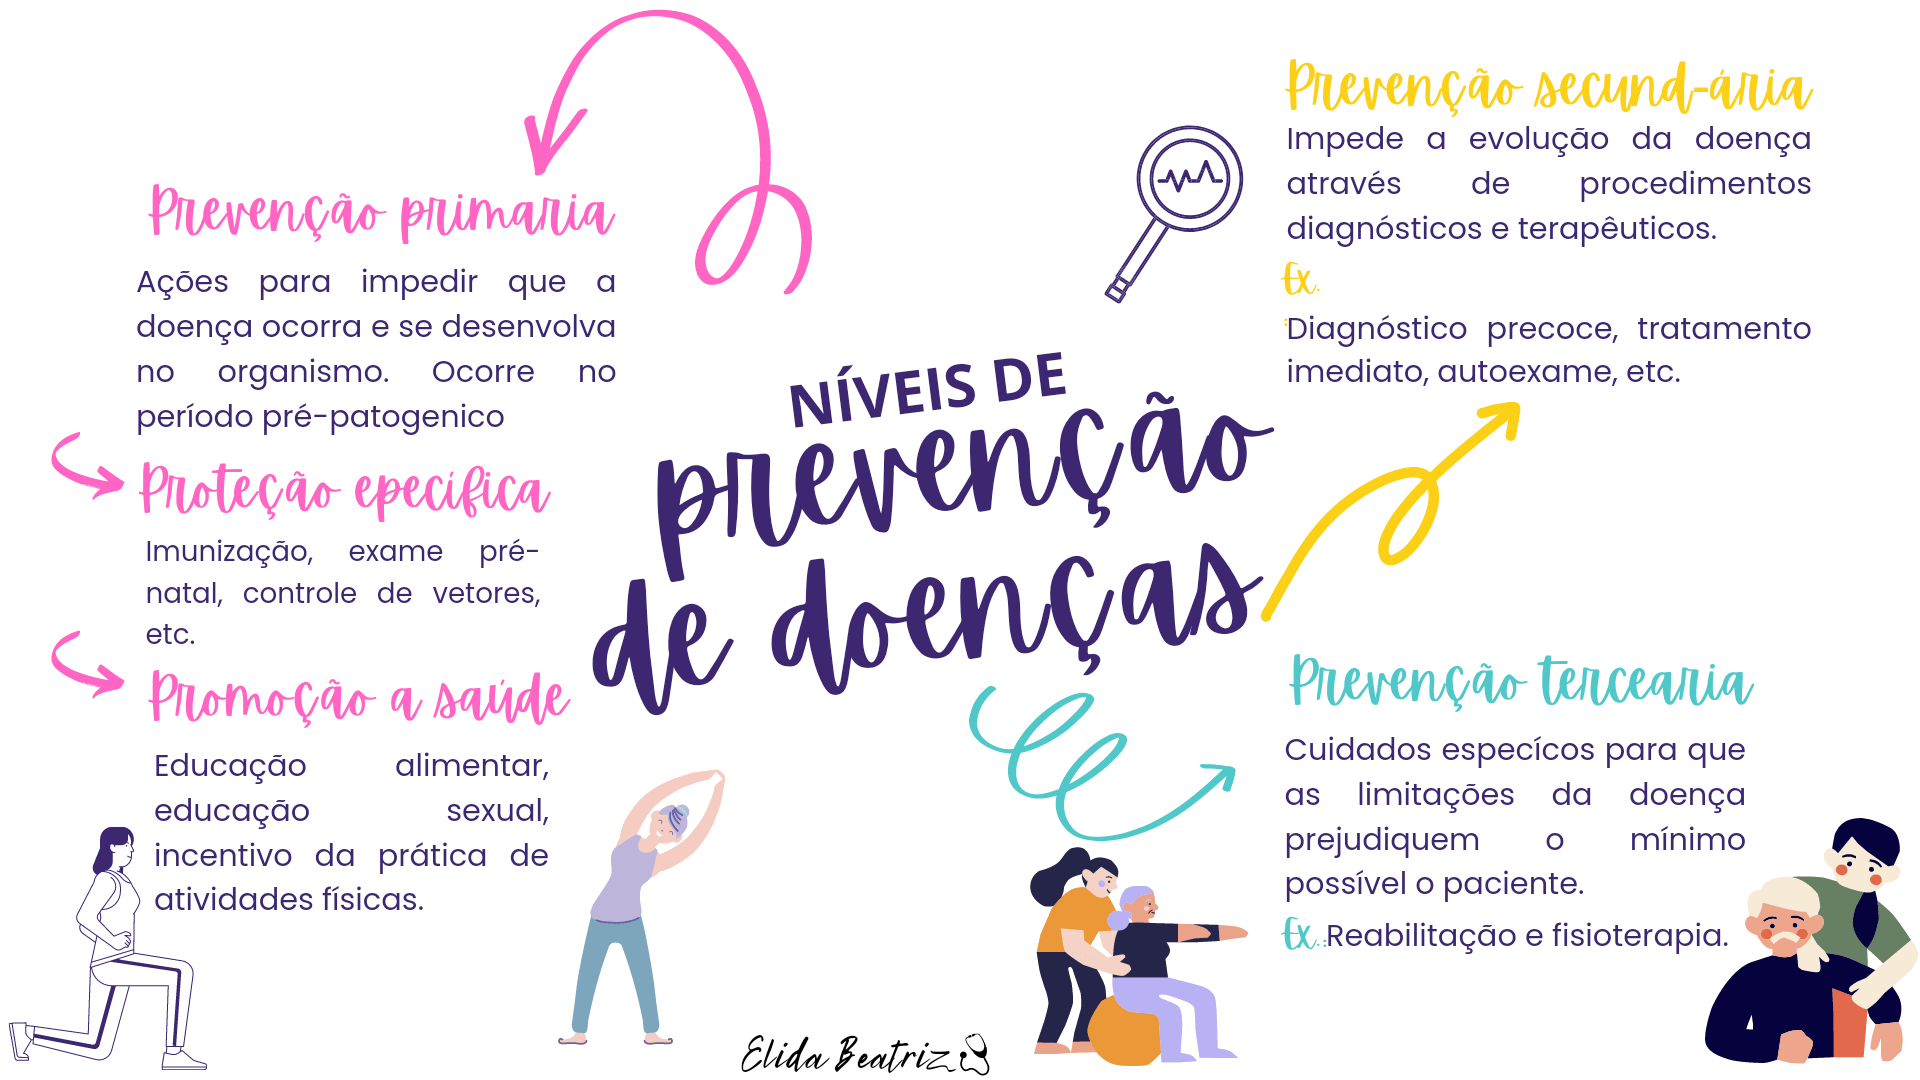 NÍVEIS DE
prevenção
de doenças
Prevenção primaria
Ações para impedir que a
doença ocorra e se desenvolva
no organismo. Ocorre no
período pré-patogenico
Proteção epecifica
Imunização, exame pré-
natal, controle de vetores,
etc.
Promoção a saúde
Educação alimentar,
educação sexual,
incentivo da prática de
atividades físicas.
Prevenção secund-ária
Impede a evolução da doença
através de procedimentos
diagnósticos e terapêuticos.
Ex.
:Diagnóstico precoce, tratamento
imediato, autoexame, etc.
Prevenção tercearia
Cuidados especícos para que
as limitações da doença
prejudiquem o mínimo
possível o paciente.
Ex.:Reabilitação e fisioterapia.
Elida Beatriz